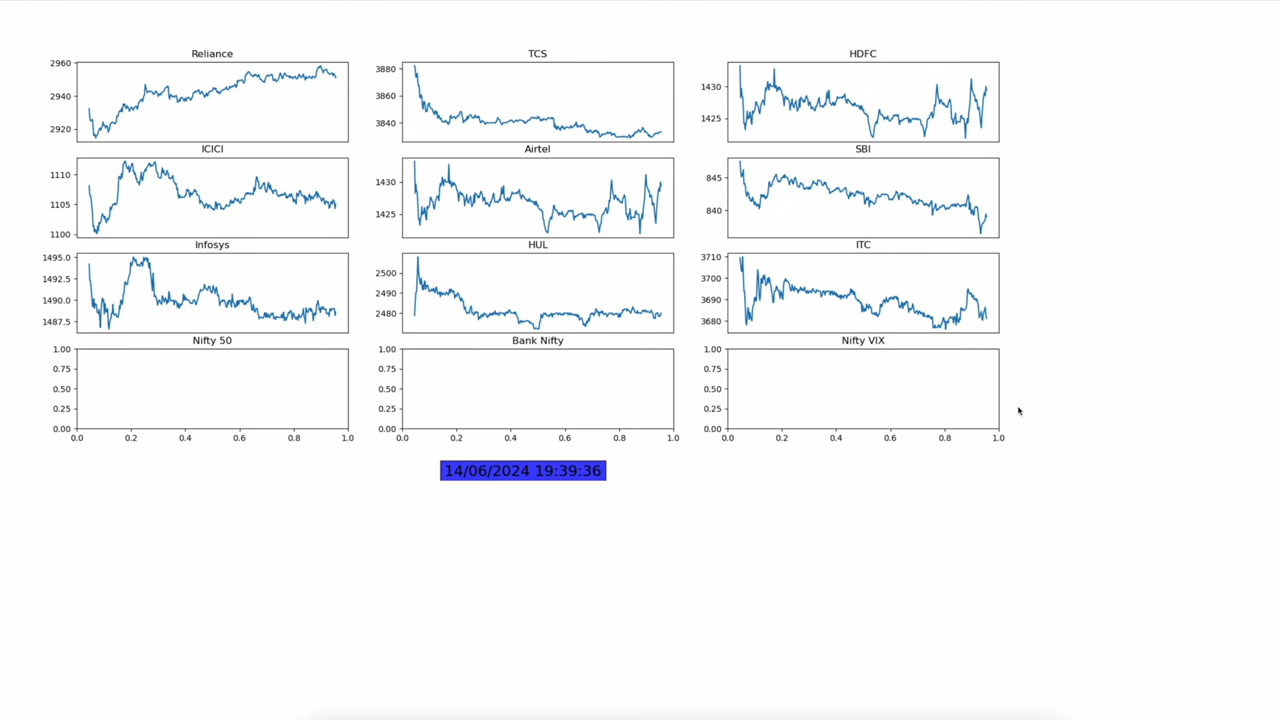 Reliance TCS HDFC
2960 3880 1430
2940 3860 1425
2920 3840
ICICI Airtel SBI
1110 1430 845
1105 1425 840
1100
Infosys HUL ITC
1495.0 2500 3710
1492.5 2490 3700
1490.0 2480 3690
1487.5 3680
Nifty 50 Bank Nifty Nifty VIX
1.00 1.00 1.00
0.75 0.75 0.75
0.50 0.50 0.50
0.25 0.25 0.25
0.00 0.00 0.00
0.0 0.2 0.4 0.6 0.8 1.0 0.0 0.2 0.4 0.6 0.8 1.0 0.0 0.2 0.4 0.6 0.8 1.0
14/06/2024 19:39:36